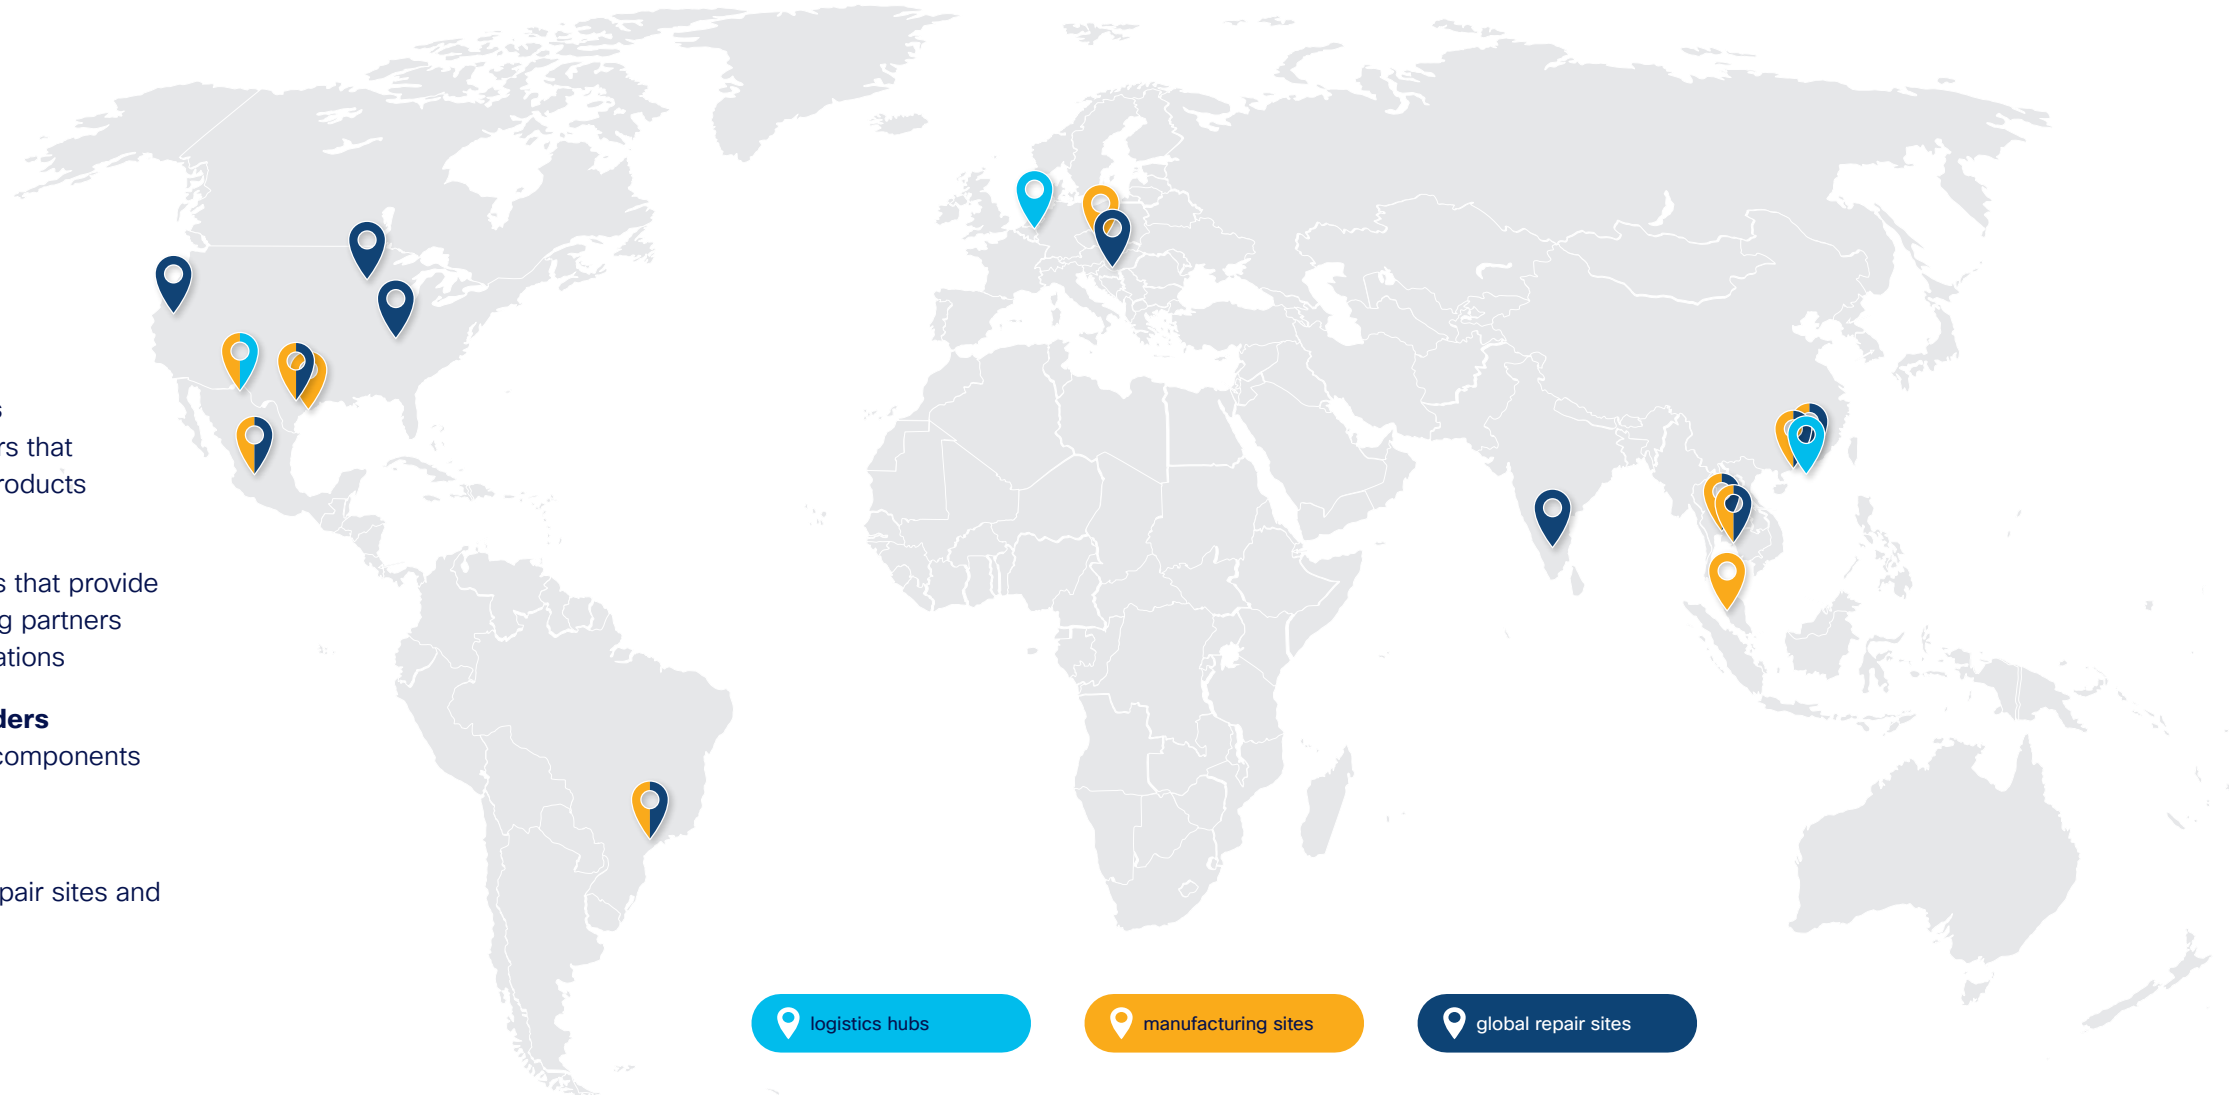 s
rs that
roducts
s that provide
g partners
ations
ders
components
pair sites and
logistics hubs
manufacturing sites
global repair sites